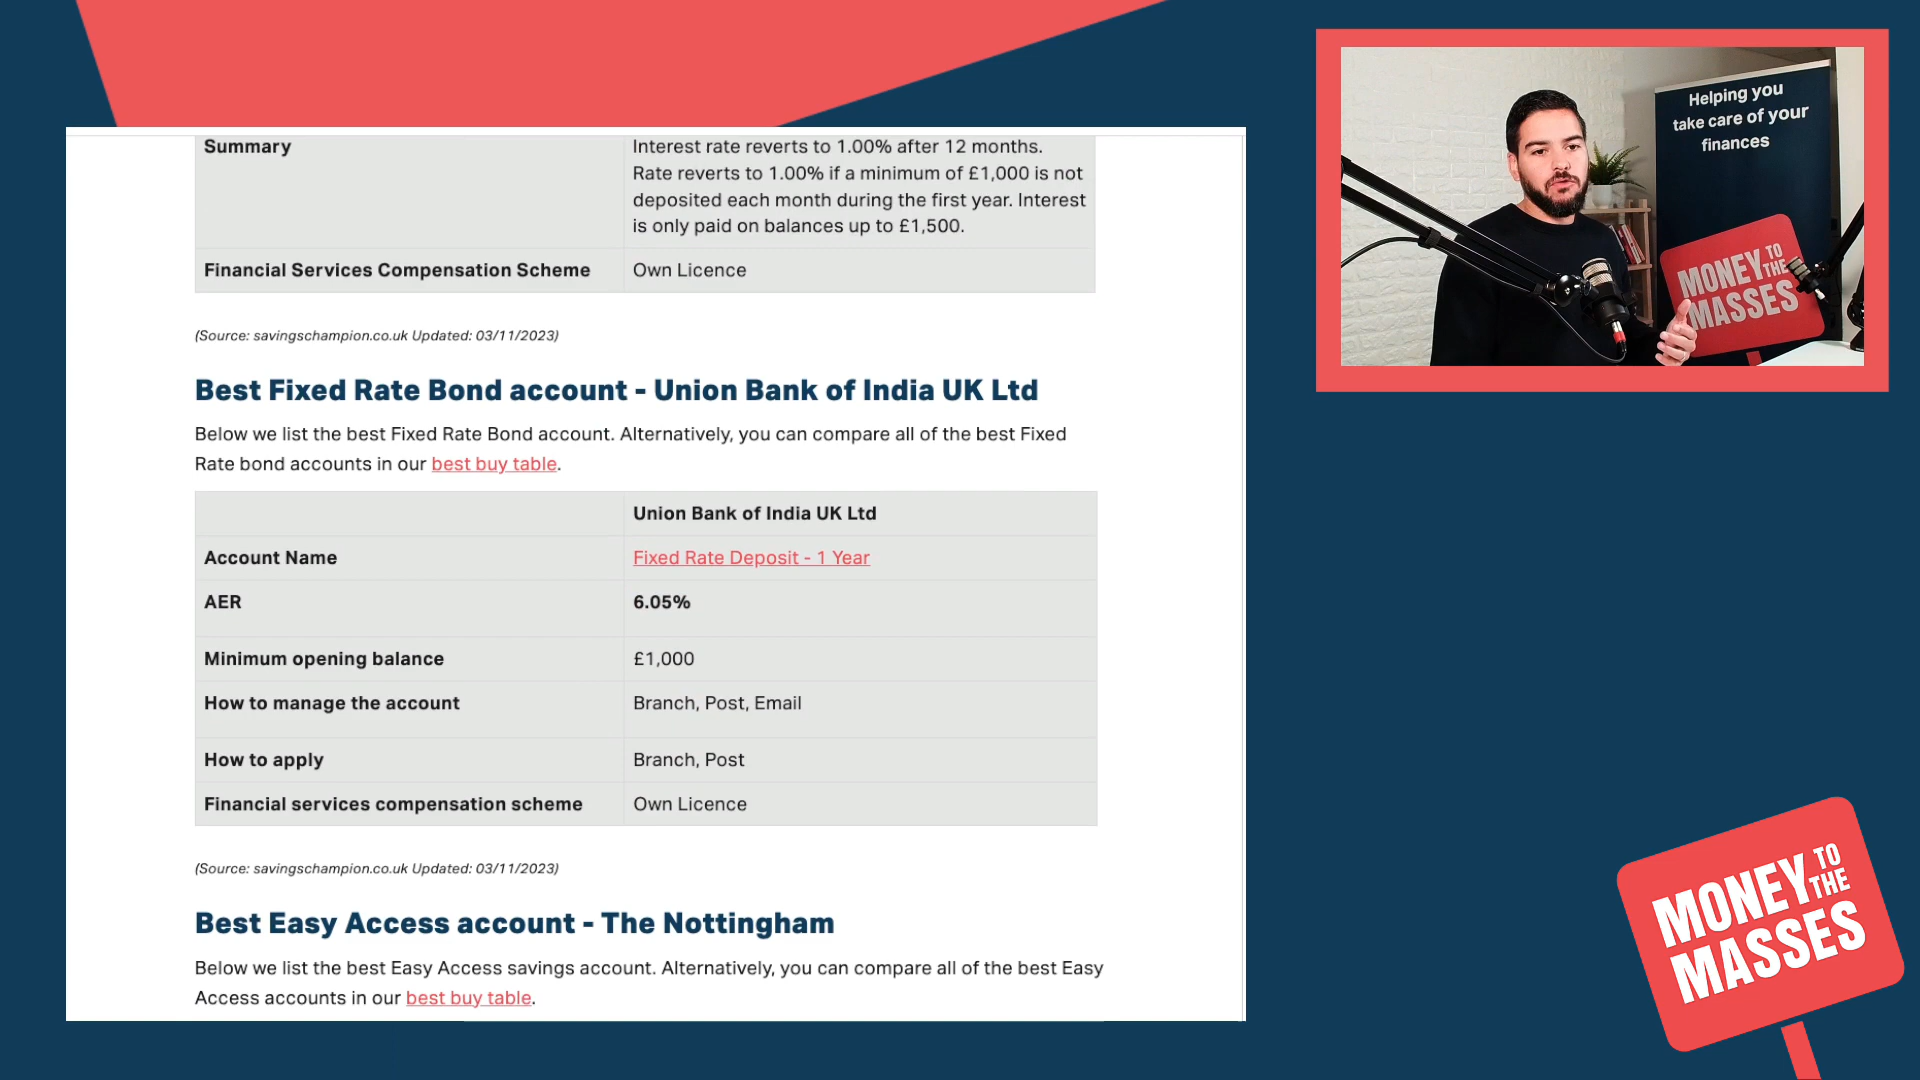 Summary
Interest rate reverts to 1.00% after 12 months.
Rate reverts to 1.00% if a minimum of £1,000 is not
deposited each month during the first year. Interest
is only paid on balances up to £1,500.
Financial Services Compensation Scheme
Own Licence
(Source: savingschampion.co.uk Updated: 03/11/2023)
Best Fixed Rate Bond account - Union Bank of India UK Ltd
Below we list the best Fixed Rate Bond account. Alternatively, you can compare all of the best Fixed
Rate bond accounts in our best buy table.
Union Bank of India UK Ltd
Account Name
Fixed Rate Deposit - 1 Year
AER
6.05%
Minimum opening balance
£1,000
How to manage the account
Branch, Post, Email
How to apply
Branch, Post
Financial services compensation scheme
Own Licence
(Source: savingschampion.co.uk Updated: 03/11/2023)
Best Easy Access account - The Nottingham
Below we list the best Easy Access savings account. Alternatively, you can compare all of the best Easy
Access accounts in our best buy table.
Helping you
take care of your
finances
MONEY TO THE
MASSES
MONEY TO THE
MASSES